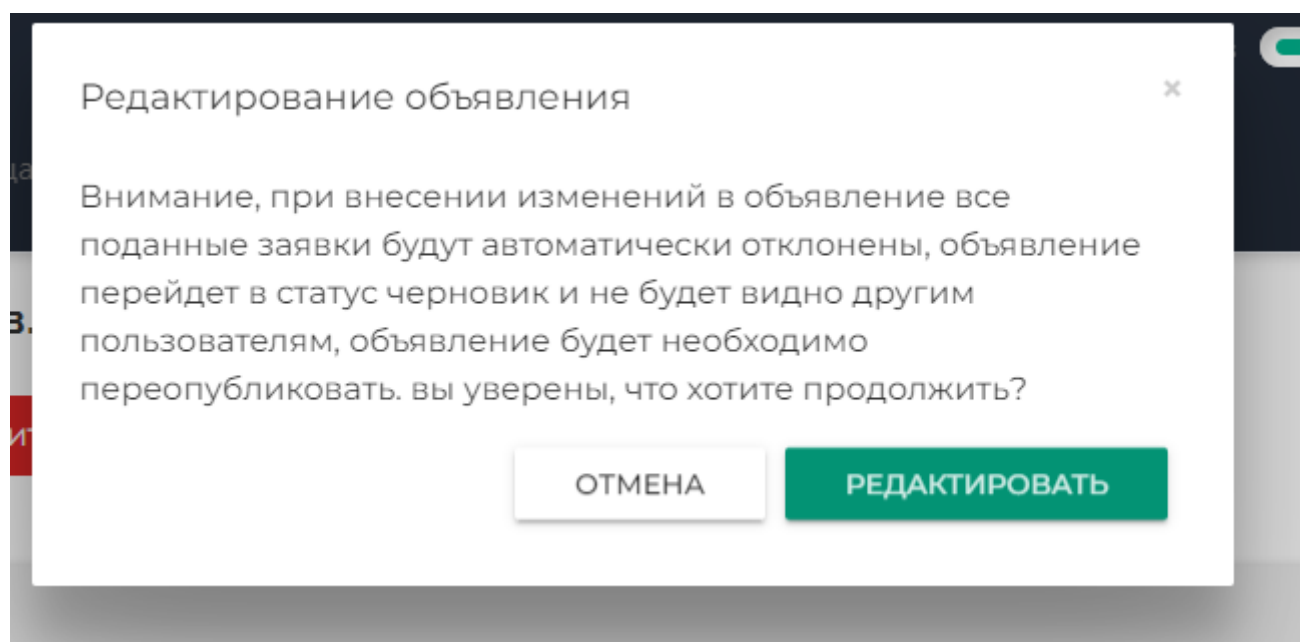 Редактирование объявления
×
Внимание, при внесении изменений в объявление все
поданные заявки будут автоматически отклонены, объявление
перейдет в статус черновик и не будет видно другим
пользователям, объявление будет необходимо
переопубликовать. вы уверены, что хотите продолжить?
ОТМЕНА
РЕДАКТИРОВАТЬ